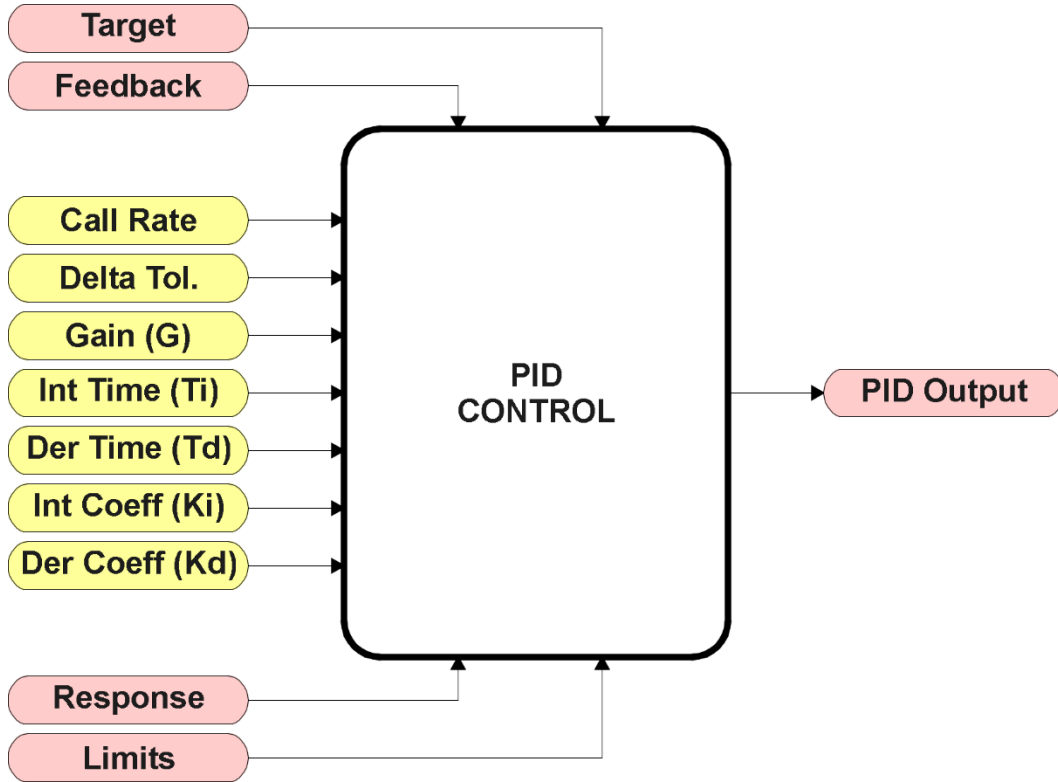 Target
Feedback
Call Rate
Delta Tol.
Gain (G)
Int Time (Ti)
Der Time (Td)
Int Coeff (Ki)
Der Coeff (Kd)
PID
CONTROL
PID Output
Response
Limits